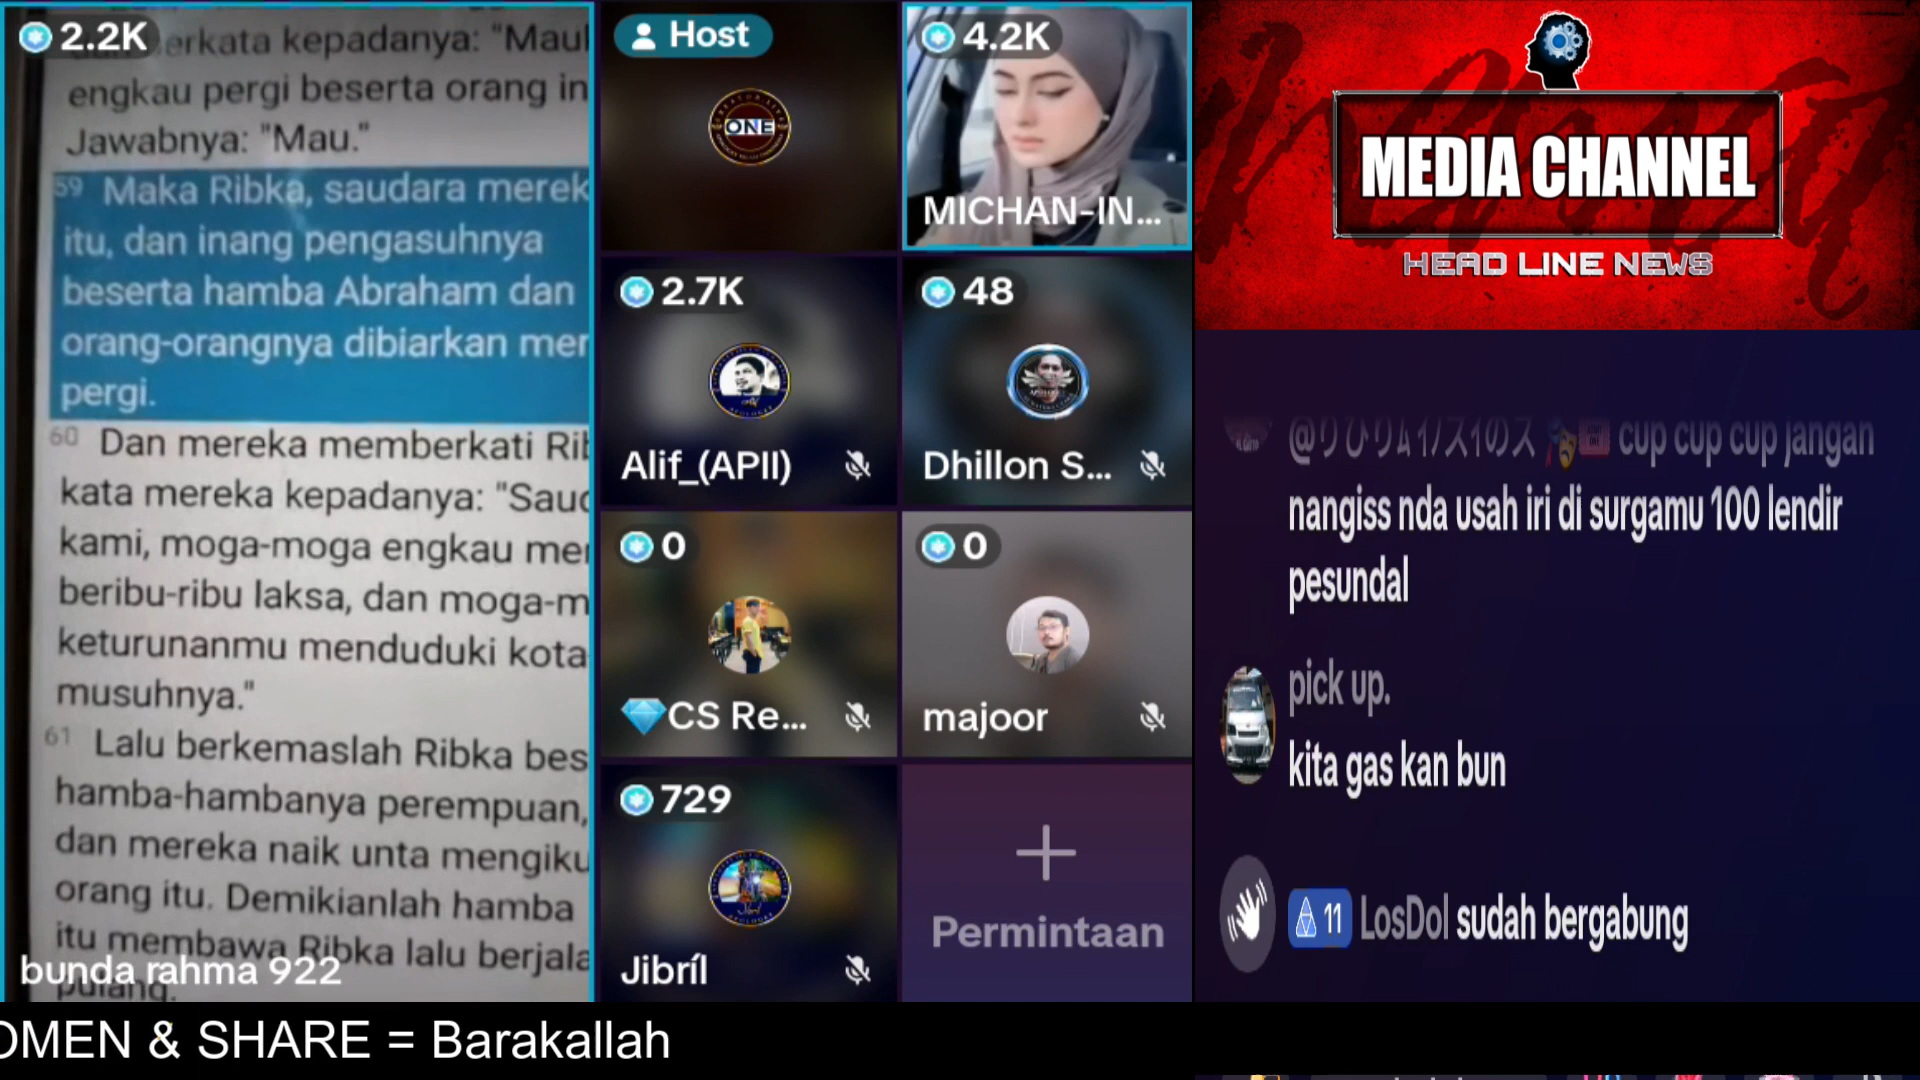 2.2K
erkata kepadanya: "Mau
engkau pergi beserta orang in
Jawabnya: "Mau."
59 Maka Ribka, saudara merek
itu, dan inang pengasuhnya
beserta hamba Abraham dan
orang-orangnya dibiarkan mer
pergi.
60 Dan mereka memberkati Rib
kata mereka kepadanya: "Sauc
kami, moga-moga engkau mer
beribu-ribu laksa, dan moga-m
keturunanmu menduduki kota
musuhnya."
61 Lalu berkemaslah Ribka bes
hamba-hambanya perempuan,
dan mereka naik unta mengiku
orang itu. Demikianlah hamba
itu membawa Ribka lalu berjala
pulang.
bunda rahma 922
Host
ONE
4.2K
MICHAN-IN...
2.7K
Alif_(APII)
48
Dhillon S...
0
CS Re...
0
majoor
729
Jibríl
Permintaan
MEDIA CHANNEL
HEAD LINE NEWS
cup cup cup jangan
nangiss nda usah iri di surgamu 100 lendir
pesundal
pick up.
kita gas kan bun
11 LosDol sudah bergabung
OMEN & SHARE = Barakallah